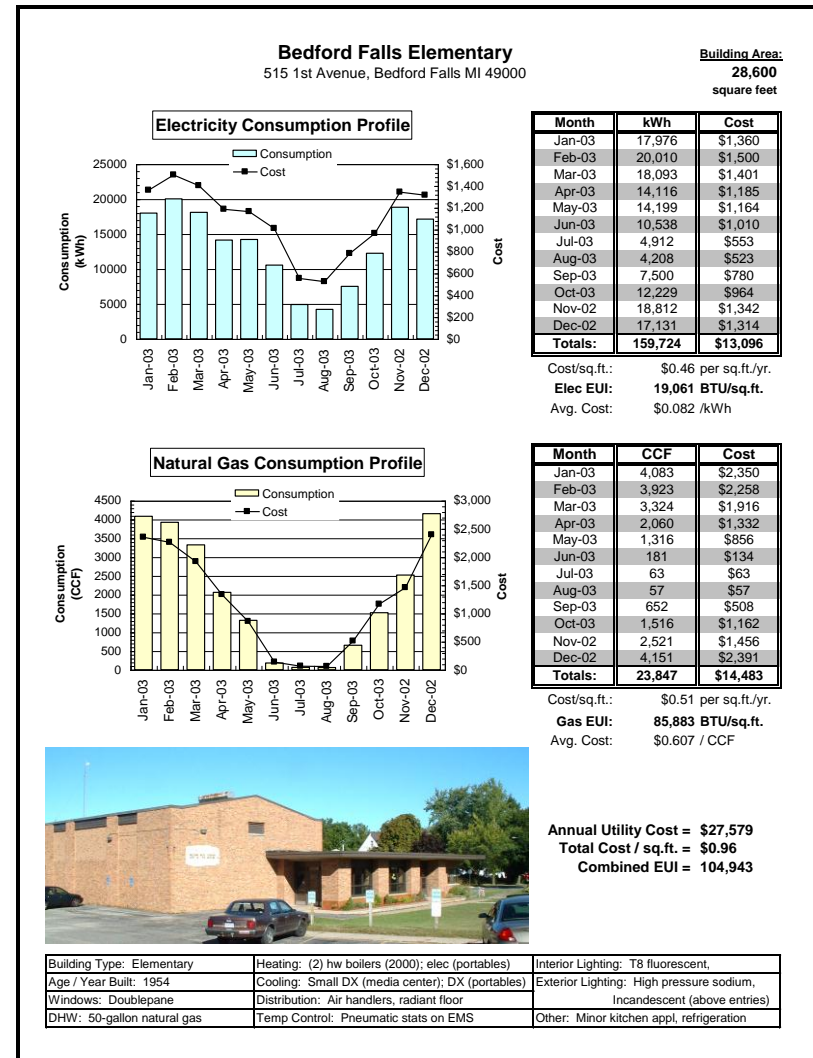 Bedford Falls Elementary
515 1st Avenue, Bedford Falls MI 49000
Building Area:
28,600
square feet
Electricity Consumption Profile
Consumption
Cost
25000
20000
15000
10000
5000
0
Consumption
(kWh)
$1,600
$1,400
$1,200
$1,000
$800
$600
$400
$200
$0
Cost
Jan-03 Feb-03 Mar-03 Apr-03 May-03 Jun-03 Jul-03 Aug-03 Sep-03 Oct-03 Nov-02 Dec-02
Month kWh Cost
Jan-03 17,976 $1,360
Feb-03 20,010 $1,500
Mar-03 18,093 $1,401
Apr-03 14,116 $1,185
May-03 14,199 $1,164
Jun-03 10,538 $1,010
Jul-03 4,912 $553
Aug-03 4,208 $523
Sep-03 7,500 $780
Oct-03 12,229 $964
Nov-02 18,812 $1,342
Dec-02 17,131 $1,314
Totals: 159,724 $13,096
Cost/sq.ft.: $0.46 per sq.ft./yr.
Elec EUI: 19,061 BTU/sq.ft.
Avg. Cost: $0.082 /kWh
Natural Gas Consumption Profile
Consumption
Cost
4500
4000
3500
3000
2500
2000
1500
1000
500
0
Consumption
(CCF)
$3,000
$2,500
$2,000
$1,500
$1,000
$500
$0
Cost
Jan-03 Feb-03 Mar-03 Apr-03 May-03 Jun-03 Jul-03 Aug-03 Sep-03 Oct-03 Nov-02 Dec-02
Month CCF Cost
Jan-03 4,083 $2,350
Feb-03 3,923 $2,258
Mar-03 3,324 $1,916
Apr-03 2,060 $1,332
May-03 1,316 $856
Jun-03 181 $134
Jul-03 63 $63
Aug-03 57 $57
Sep-03 652 $508
Oct-03 1,516 $1,162
Nov-02 2,521 $1,456
Dec-02 4,151 $2,391
Totals: 23,847 $14,483
Cost/sq.ft.: $0.51 per sq.ft./yr.
Gas EUI: 85,883 BTU/sq.ft.
Avg. Cost: $0.607 / CCF
Annual Utility Cost = $27,579
Total Cost / sq.ft. = $0.96
Combined EUI = 104,943
Building Type: Elementary Heating: (2) hw boilers (2000); elec (portables) Interior Lighting: T8 fluorescent,
Age / Year Built: 1954 Cooling: Small DX (media center); DX (portables) Exterior Lighting: High pressure sodium,
Windows: Doublepane Distribution: Air handlers, radiant floor Incandescent (above entries)
DHW: 50-gallon natural gas Temp Control: Pneumatic stats on EMS Other: Minor kitchen appl, refrigeration